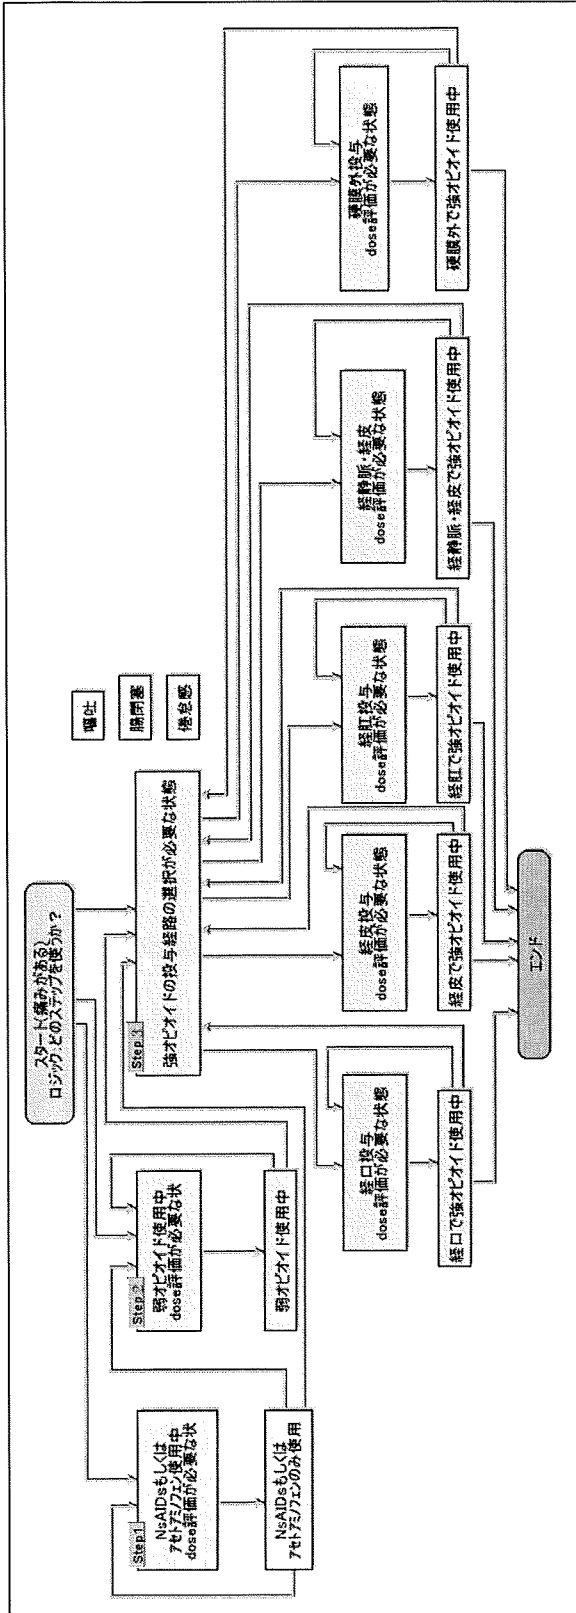 スタート(痛みがある)
ロジック:どのステップを使うか?
Step1
NsAIDsもしくは
アセトアミノフェン使用中
dose評価が必要な状
NsAIDsもしくは
アセトアミノフェンのみ使用
Step 2
弱オピオイド使用中
dose評価が必要な状
弱オピオイド使用中
Step 3
強オピオイドの投与経路の選択が必要な状態
嘔吐
腸閉塞
倦怠感
経口投与
dose評価が必要な状態
経口で強オピオイド使用中
経皮投与
dose評価が必要な状態
経皮で強オピオイド使用中
経肛投与
dose評価が必要な状態
経肛で強オピオイド使用中
経静脈・経皮
dose評価が必要な状態
経静脈・経皮で強オピオイド使用中
硬膜外投与
dose評価が必要な状態
硬膜外で強オピオイド使用中
エンド